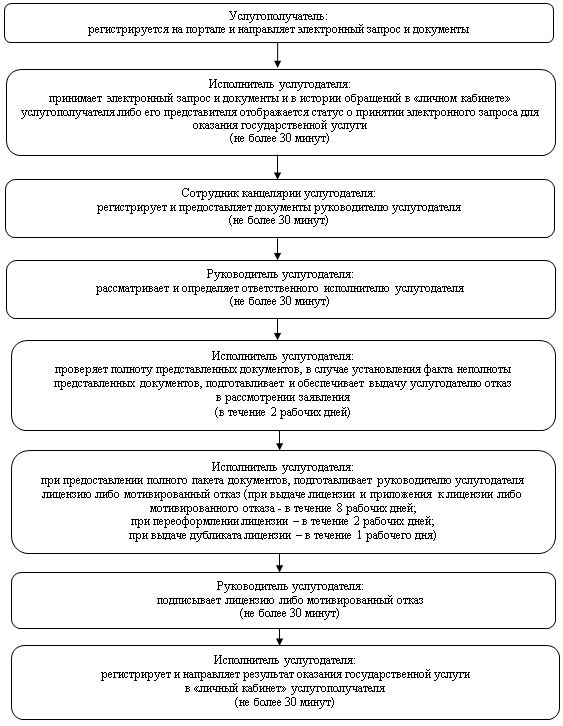 Услугополучатель:
регистрируется на портале и направляет электронный запрос и документы
Исполнитель услугодателя:
принимает электронный запрос и документы и в истории обращений в «личном кабинете»
услугополучателя либо его представителя отображается статус о принятии электронного запроса для
оказания государственной услуги
(не более 30 минут)
Сотрудник канцелярии услугодателя:
регистрирует и предоставляет документы руководителю услугодателя
(не более 30 минут)
Руководитель услугодателя:
рассматривает и определяет ответственного исполнителю услугодателя
(не более 30 минут)
Исполнитель услугодателя:
проверяет полноту представленных документов, в случае установления факта неполноты
представленных документов, подготавливает и обеспечивает выдачу услугодателю отказ
в рассмотрении заявления
(в течение 2 рабочих дней)
Исполнитель услугодателя:
при предоставлении полного пакета документов, подготавливает руководителю услугодателя
лицензию либо мотивированный отказ (при выдаче лицензии и приложения к лицензии либо
мотивированного отказа - в течение 8 рабочих дней;
при переоформлении лицензии – в течение 2 рабочих дней;
при выдаче дубликата лицензии – в течение 1 рабочего дня)
Руководитель услугодателя:
подписывает лицензию либо мотивированный отказ
(не более 30 минут)
Исполнитель услугодателя:
регистрирует и направляет результат оказания государственной услуги
в «личный кабинет» услугополучателя
(не более 30 минут)